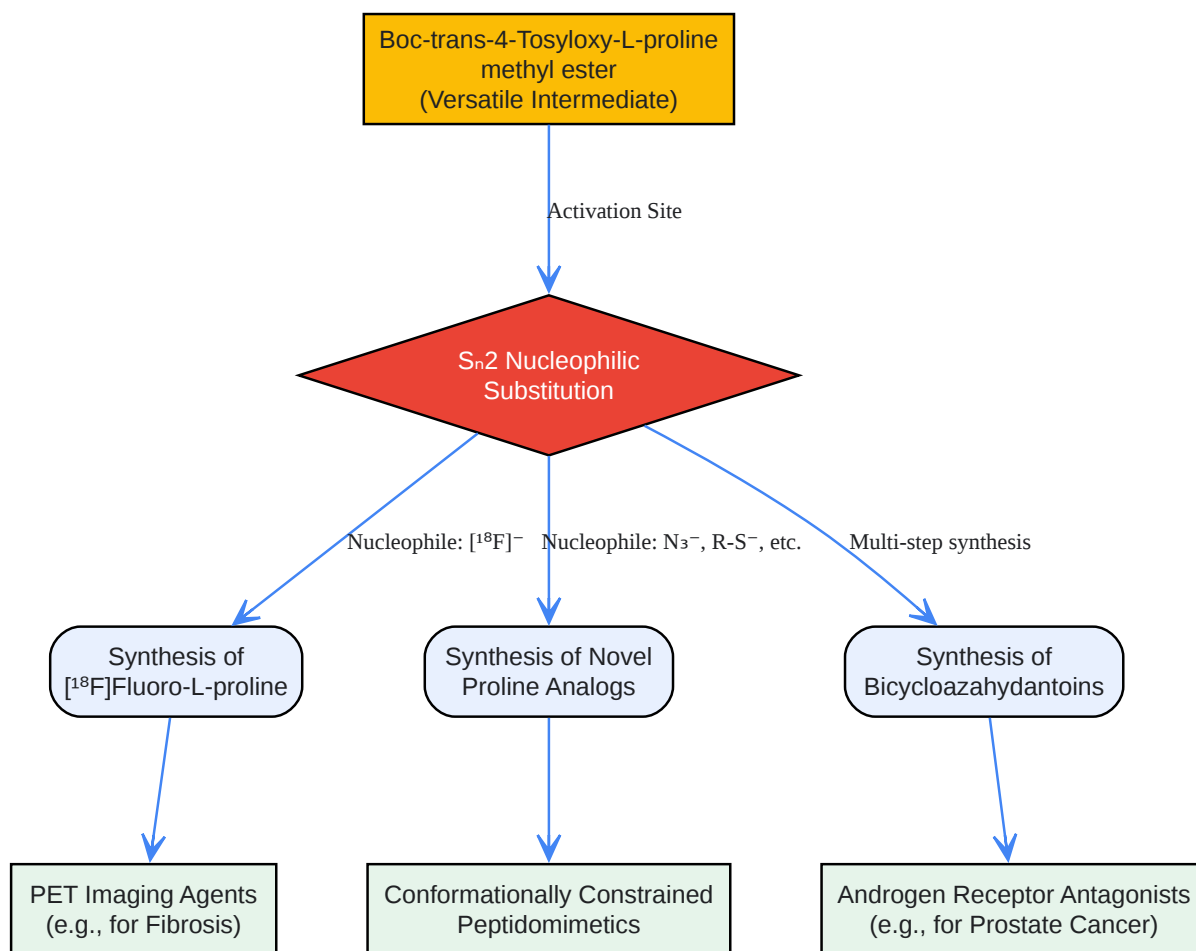 Boc-trans-4-Tosyloxy-L-proline
methyl ester
(Versatile Intermediate)
Activation Site
Sₙ2 Nucleophilic
Substitution
Nucleophile: [¹⁸F]⁻
Nucleophile: N₃⁻, R-S⁻, etc.
Multi-step synthesis
Synthesis of
[¹⁸F]Fluoro-L-proline
Synthesis of Novel
Proline Analogs
Synthesis of
Bicycloazahydantoins
PET Imaging Agents
(e.g., for Fibrosis)
Conformationally Constrained
Peptidomimetics
Androgen Receptor Antagonists
(e.g., for Prostate Cancer)